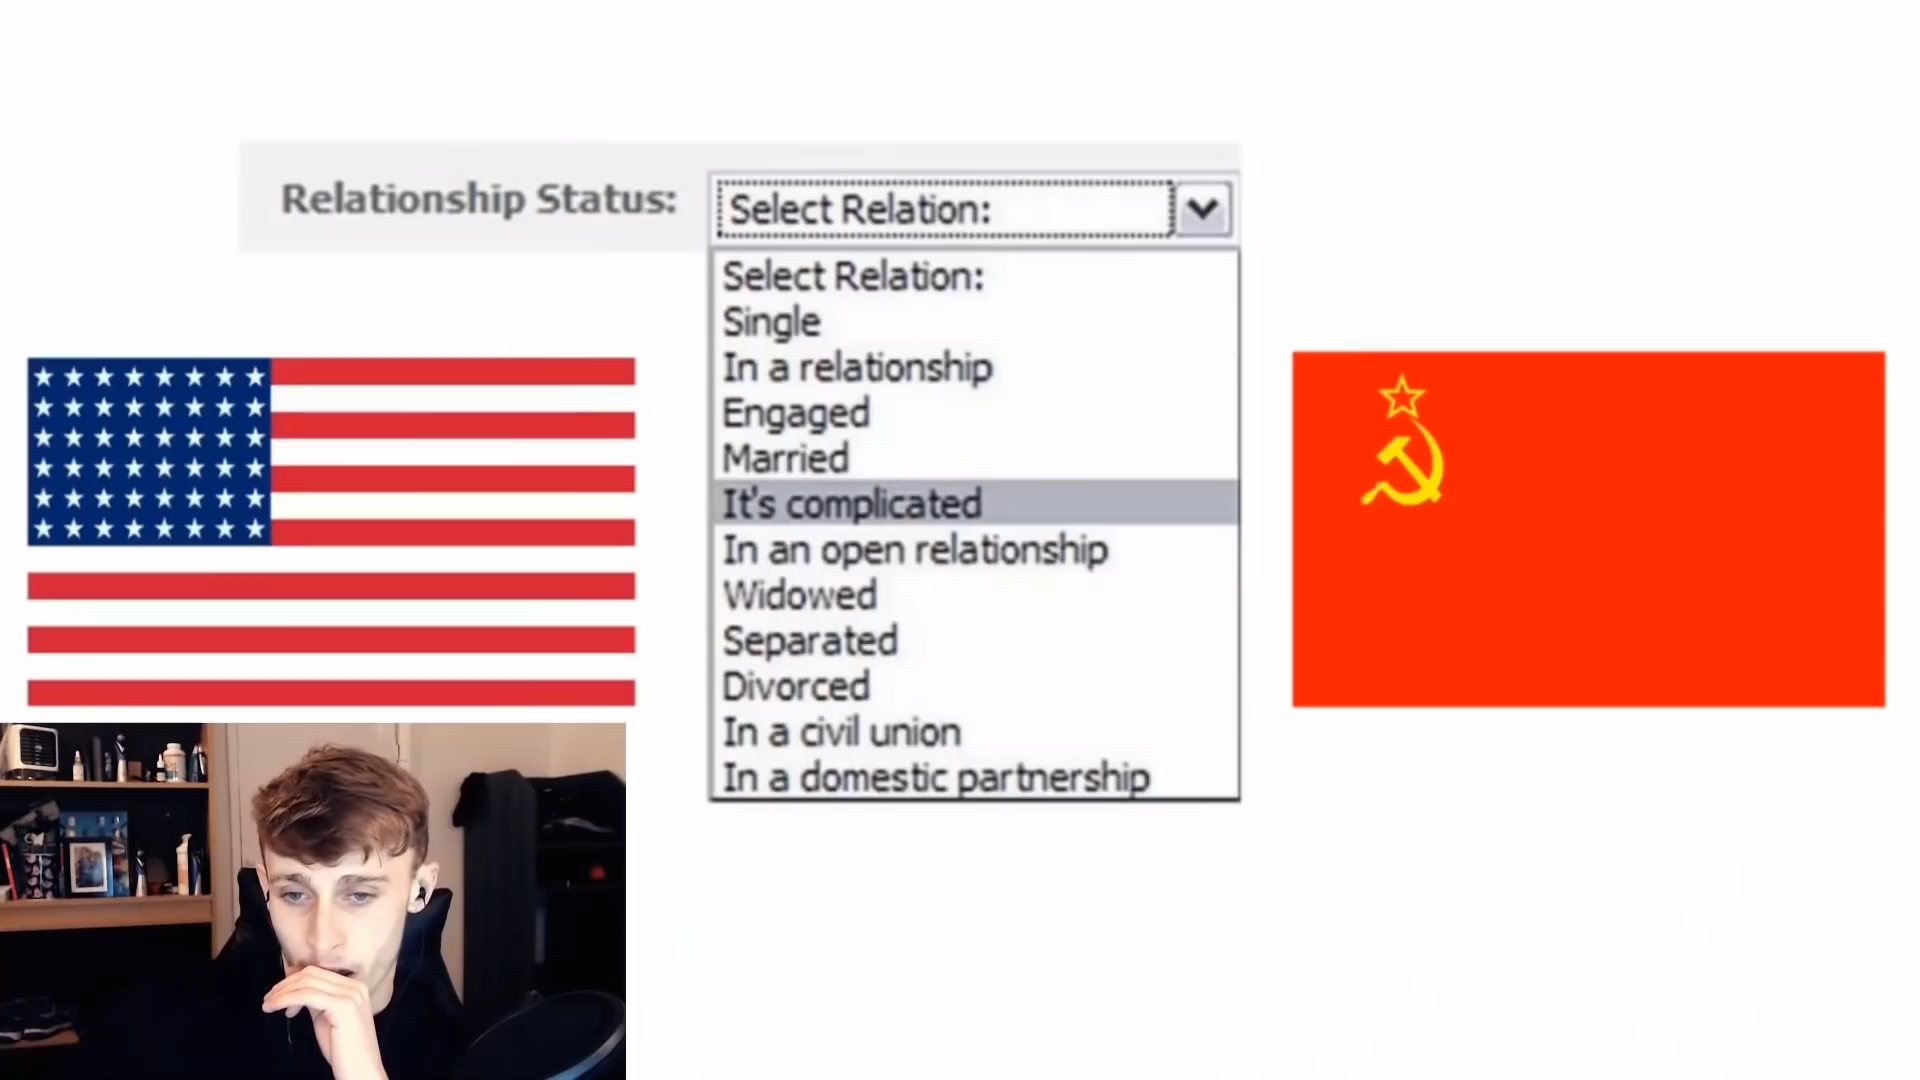 Relationship Status:
Select Relation:
Select Relation:
Single
In a relationship
Engaged
Married
It's complicated
In an open relationship
Widowed
Separated
Divorced
In a civil union
In a domestic partnership